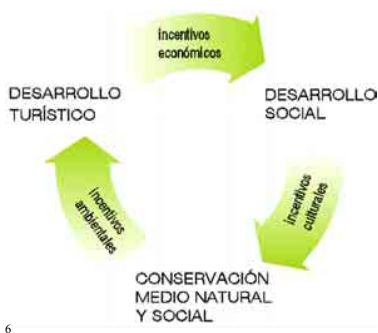 incentivos
económicos
DESARROLLO
TURÍSTICO
DESARROLLO
SOCIAL
incentivos
ambientales
incentivos
culturales
CONSERVACIÓN
MEDIO NATURAL
Y SOCIAL
6